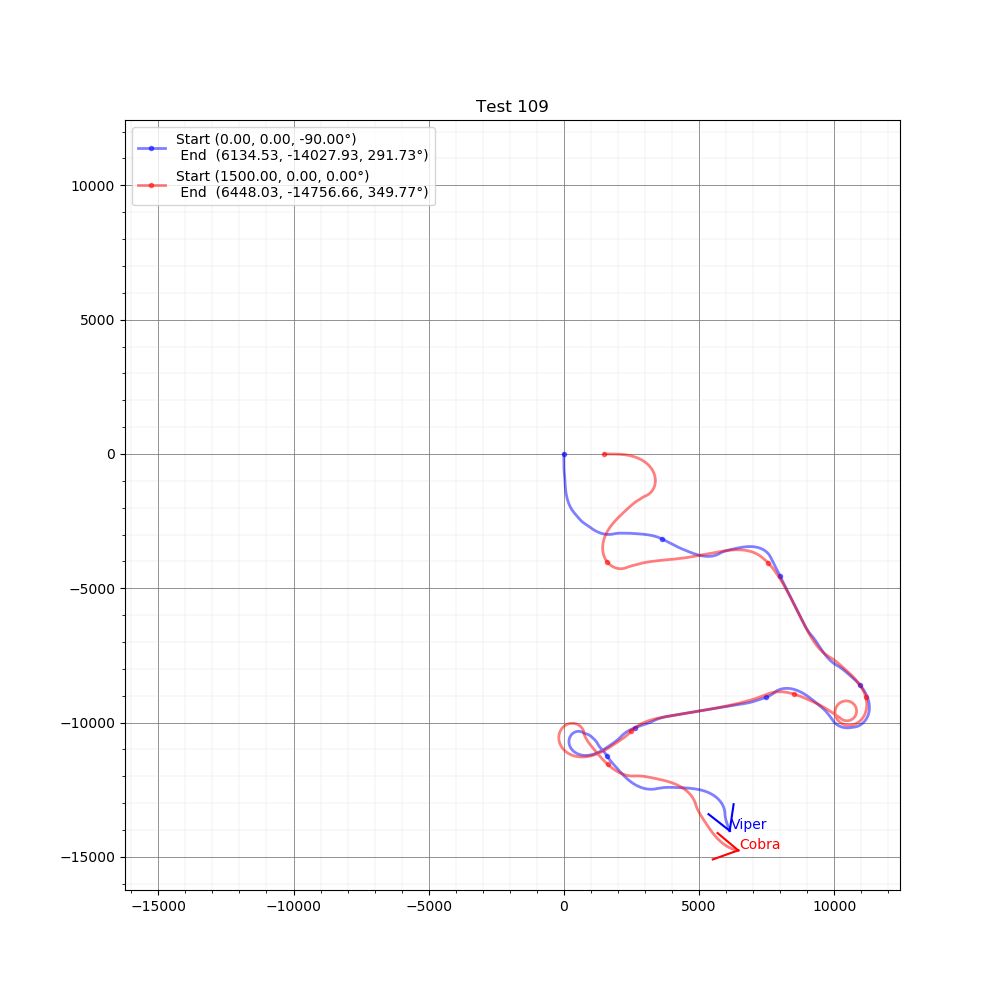 Test 109
Start (0.00, 0.00, -90.00°)
End (6134.53, -14027.93, 291.73°)
Start (1500.00, 0.00, 0.00°)
End (6448.03, -14756.66, 349.77°)
10000
5000
0
−5000
−10000
−15000
Viper
Cobra
−15000 −10000 −5000 0 5000 10000